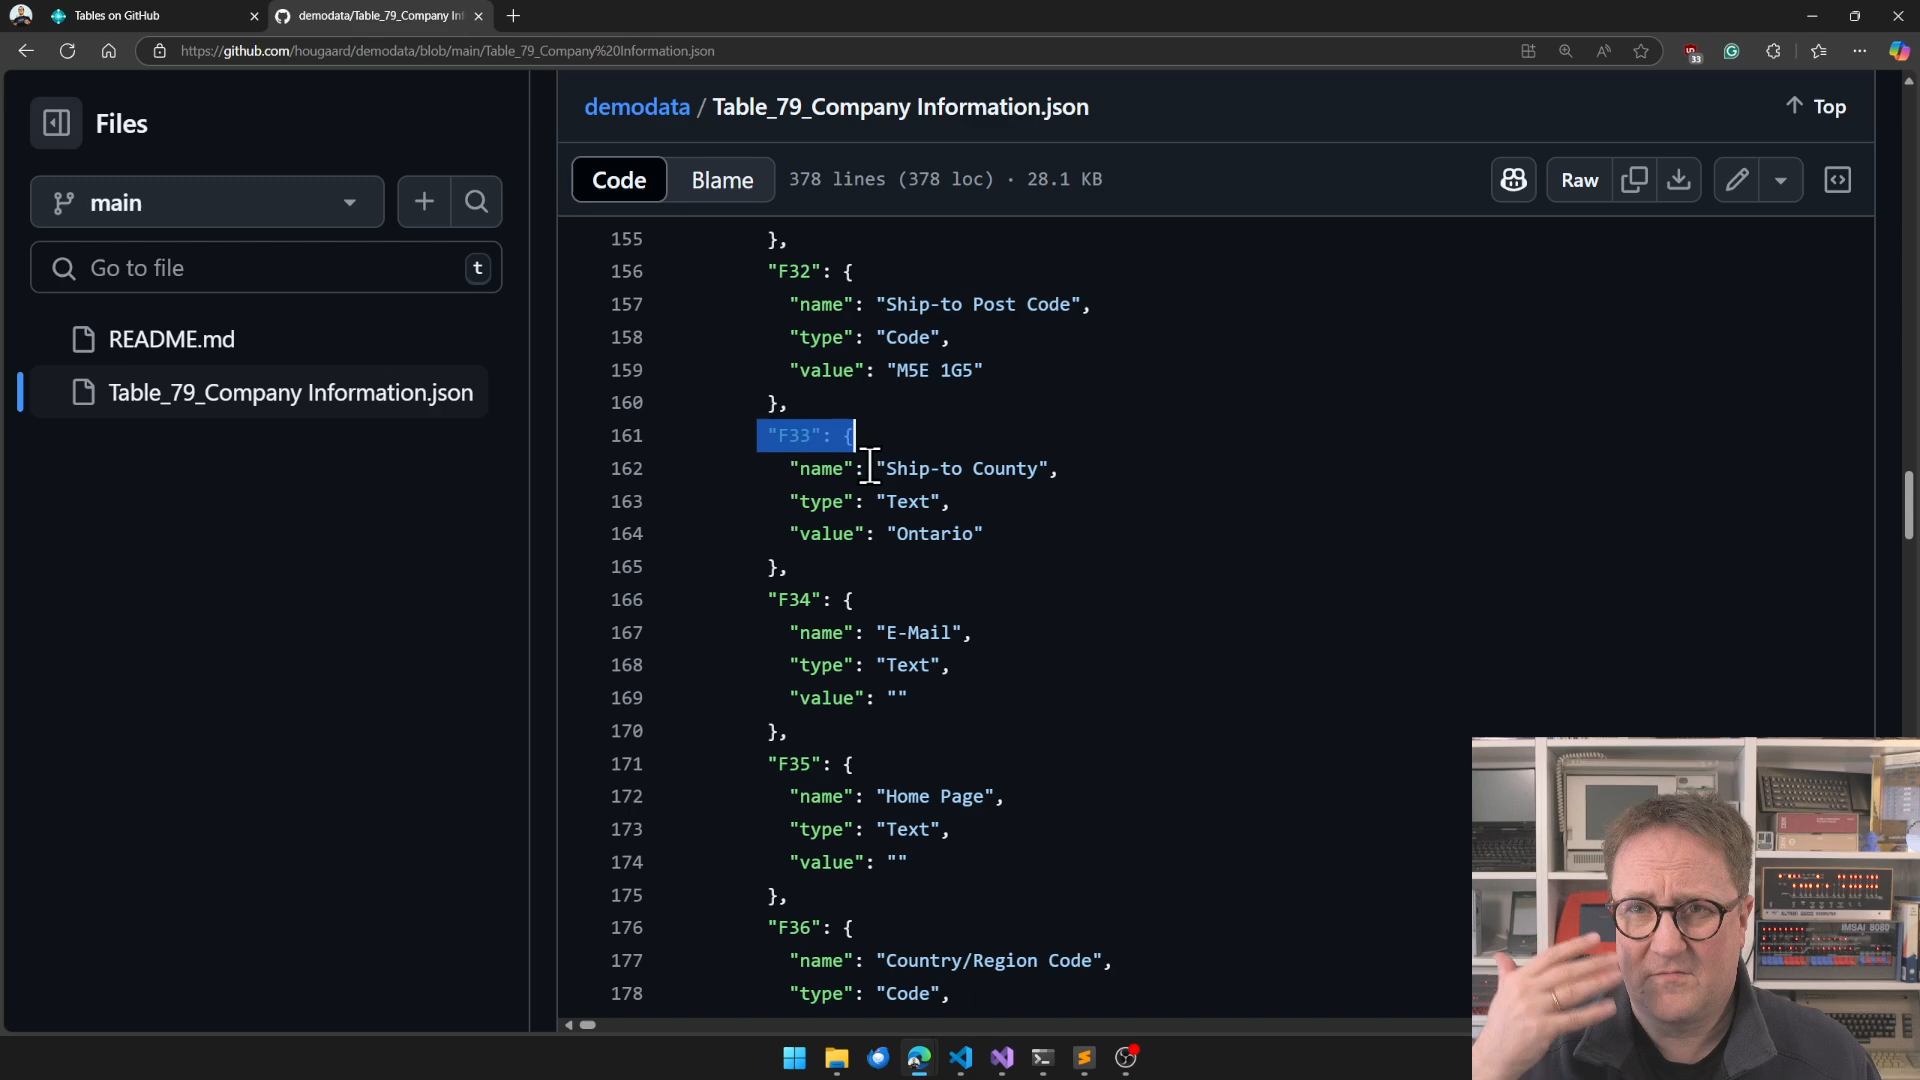 Tables on GitHub
demodata/Table_79_Company In
https://github.com/hougaard/demodata/blob/main/Table_79_Company%20Information.json
33
Files
main
Go to file
t
README.md
Table_79_Company Information.json
demodata / Table_79_Company Information.json
Top
Code
Blame
378 lines (378 loc) · 28.1 KB
Raw
155 },
156 "F32": {
157 "name": "Ship-to Post Code",
158 "type": "Code",
159 "value": "M5E 1G5"
160 },
161 "F33": {
162 "name": "Ship-to County",
163 "type": "Text",
164 "value": "Ontario"
165 },
166 "F34": {
167 "name": "E-Mail",
168 "type": "Text",
169 "value": ""
170 },
171 "F35": {
172 "name": "Home Page",
173 "type": "Text",
174 "value": ""
175 },
176 "F36": {
177 "name": "Country/Region Code",
178 "type": "Code",
IMSAI 8080